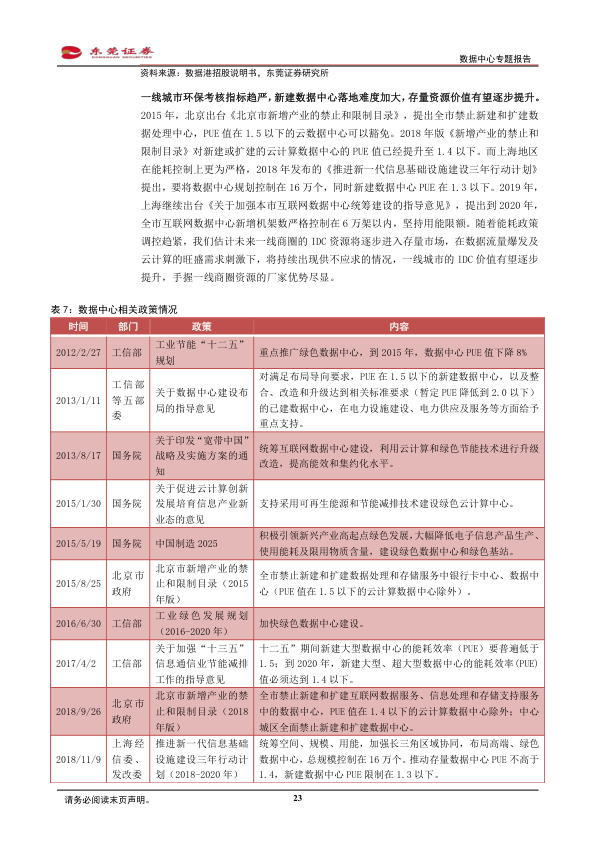 东莞证券
数据中心专题报告
资料来源：数据港招股说明书，东莞证券研究所
一线城市环保考核指标趋严，新建数据中心落地难度加大，存量资源价值有望逐步提升。
2015 年，北京出台《北京市新增产业的禁止和限制目录》，提出全市禁止新建和扩建数
据处理中心，PUE 值在 1.5 以下的云数据中心可以豁免。2018 年版《新增产业的禁止和
限制目录》对新建或扩建的云计算数据中心的 PUE 值已经提升至 1.4 以下。而上海地区
在能耗控制上更为严格，2018 年发布的《推进新一代信息基础设施建设三年行动计划》
提出，要将数据中心规划控制在 16 万个，同时新建数据中心 PUE 在 1.3 以下。2019 年，
上海继续出台《关于加强本市互联网数据中心统筹建设的指导意见》，提出到 2020 年，
全市互联网数据中心新增机架数严格控制在 6 万架以内，坚持用能限额。随着能耗政策
调控趋紧，我们估计未来一线商圈的 IDC 资源将逐步进入存量市场，在数据流量爆发及
云计算的旺盛需求刺激下，将持续出现供不应求的情况，一线城市的 IDC 价值有望逐步
提升，手握一线商圈资源的厂家优势尽显。
表 7：数据中心相关政策情况
时间 部门 政策 内容
2012/2/27 工信部 工业节能“十二五”
规划 重点推广绿色数据中心，到 2015 年，数据中心 PUE 值下降 8%
2013/1/11 工信部
等五部
委 关于数据中心建设布
局的指导意见 对满足布局导向要求，PUE 在 1.5 以下的新建数据中心，以及整
合、改造和升级达到相关标准要求（暂定 PUE 降低到 2.0 以下）
的已建数据中心，在电力设施建设、电力供应及服务等方面给予
重点支持。
2013/8/17 国务院 关于印发“宽带中国”
战略及实施方案的通
知 统筹互联网数据中心建设，利用云计算和绿色节能技术进行升级
改造，提高能效和集约化水平。
2015/1/30 国务院 关于促进云计算创新
发展培育信息产业新
业态的意见 支持采用可再生能源和节能减排技术建设绿色云计算中心。
2015/5/19 国务院 中国制造 2025 积极引领新兴产业高起点绿色发展，大幅降低电子信息产品生产、
使用能耗及限用物质含量，建设绿色数据中心和绿色基站。
2015/8/25 北京市
政府 北京市新增产业的禁
止和限制目录（2015
年版） 全市禁止新建和扩建数据处理和存储服务中银行卡中心、数据中
心（PUE 值在 1.5 以下的云计算数据中心除外）。
2016/6/30 工信部 工业绿色发展规划
（2016-2020 年） 加快绿色数据中心建设。
2017/4/2 工信部 关于加强“十三五”
信息通信业节能减排
工作的指导意见 十二五”期间新建大型数据中心的能耗效率（PUE）要普遍低于
1.5；到 2020 年，新建大型、超大型数据中心的能耗效率(PUE)
值必须达到 1.4 以下。
2018/9/26 北京市
政府 北京市新增产业的禁
止和限制目录（2018
年版） 全市禁止新建和扩建互联网数据服务、信息处理和存储支持服务
中的数据中心，PUE 值在 1.4 以下的云计算数据中心除外；中心
城区全面禁止新建和扩建数据中心。
2018/11/9 上海经
信委、
发改委 推进新一代信息基础
设施建设三年行动计
划（2018-2020 年） 统筹空间、规模、用能，加强长三角区域协同，布局高端、绿色
数据中心，总规模控制在 16 万个。推动存量数据中心 PUE 不高于
1.4，新建数据中心 PUE 限制在 1.3 以下。
请务必阅读末页声明。
23